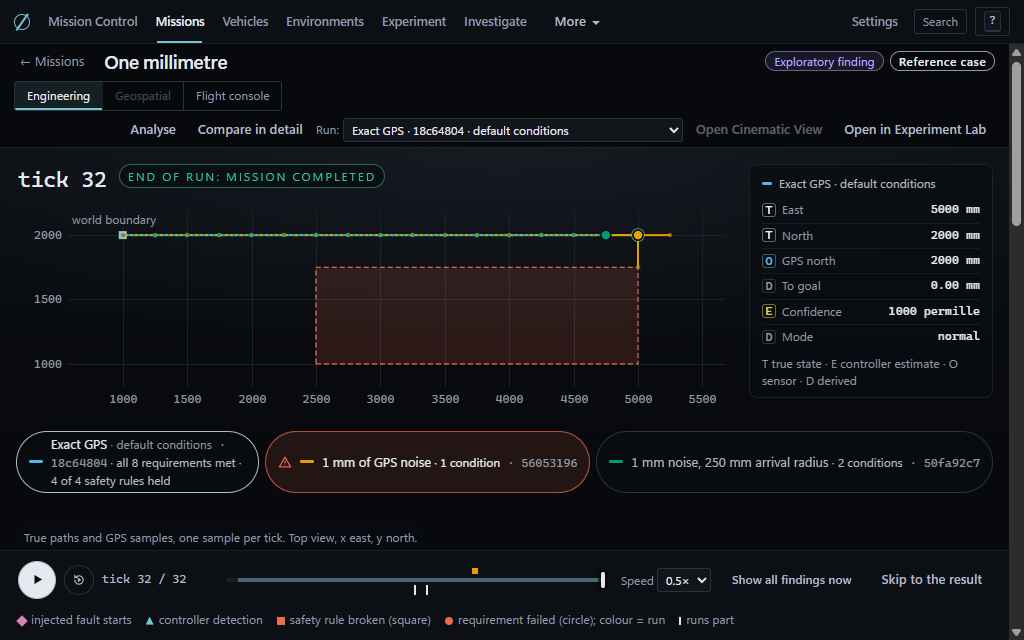 Mission Control Missions Vehicles Environments Experiment Investigate More Settings Search ?
← Missions One millimetre Exploratory finding Reference case
Engineering Geospatial Flight console
Analyse Compare in detail Run: Exact GPS · 18c64804 · default conditions Open Cinematic View Open in Experiment Lab
tick 32 END OF RUN: MISSION COMPLETED
world boundary
2000
1500
1000
1000 1500 2000 2500 3000 3500 4000 4500 5000 5500
Exact GPS · default conditions
T East 5000 mm
T North 2000 mm
O GPS north 2000 mm
D To goal 0.00 mm
E Confidence 1000 permille
D Mode normal
T true state · E controller estimate · O
sensor · D derived
Exact GPS · default conditions ·
18c64804 · all 8 requirements met ·
4 of 4 safety rules held
1 mm of GPS noise · 1 condition · 56053196
1 mm noise, 250 mm arrival radius · 2 conditions · 50fa92c7
True paths and GPS samples, one sample per tick. Top view, x east, y north.
tick 32 / 32 Speed 0.5× Show all findings now Skip to the result
injected fault starts controller detection safety rule broken (square) requirement failed (circle); colour = run runs part